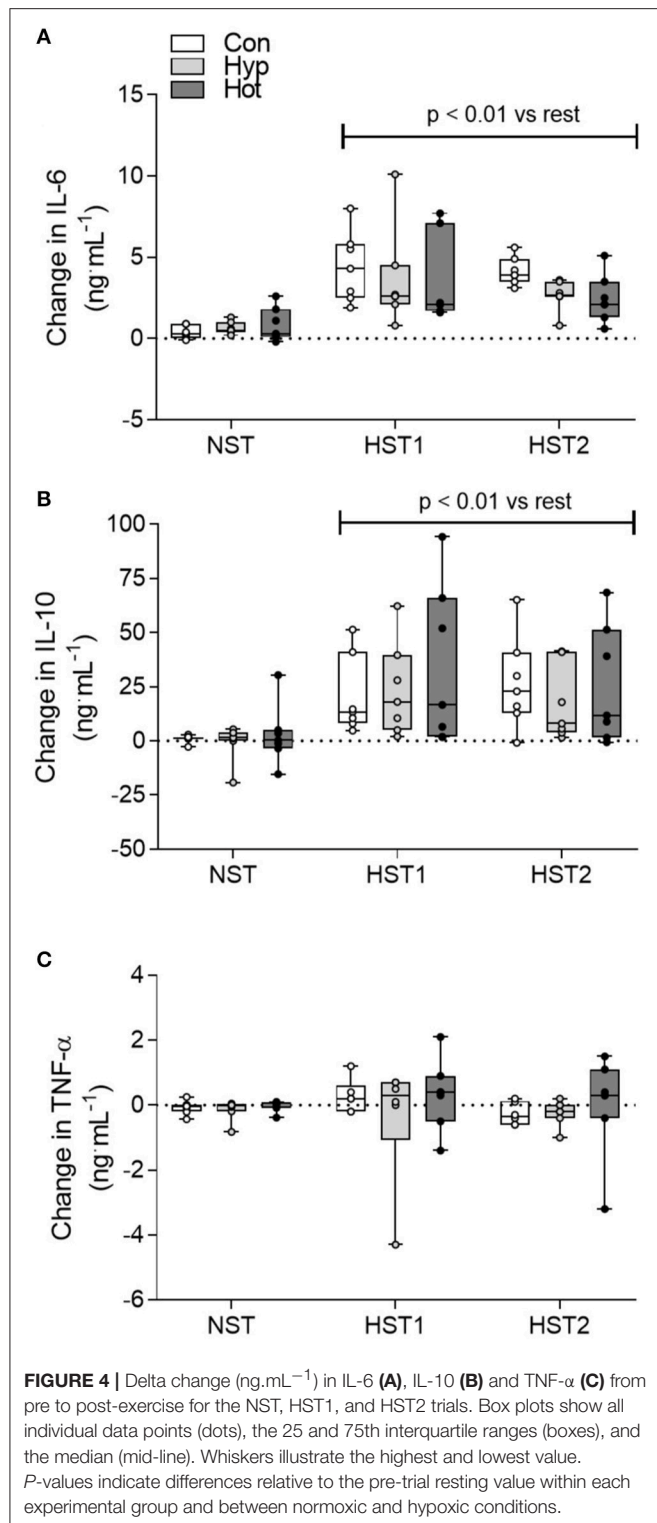 A
Con
Hyp
Hot
p < 0.01 vs rest
Change in IL-6
(ng·mL⁻¹)
15
10
5
0
-5
NST HST1 HST2
B
p < 0.01 vs rest
Change in IL-10
(ng·mL⁻¹)
100
75
50
25
0
-25
-50
NST HST1 HST2
C
Change in TNF-α
(ng·mL⁻¹)
4
2
0
-2
-4
-6
NST HST1 HST2
FIGURE 4 | Delta change (ng.mL⁻¹) in IL-6 (A), IL-10 (B) and TNF-α (C) from
pre to post-exercise for the NST, HST1, and HST2 trials. Box plots show all
individual data points (dots), the 25 and 75th interquartile ranges (boxes), and
the median (mid-line). Whiskers illustrate the highest and lowest value.
P-values indicate differences relative to the pre-trial resting value within each
experimental group and between normoxic and hypoxic conditions.